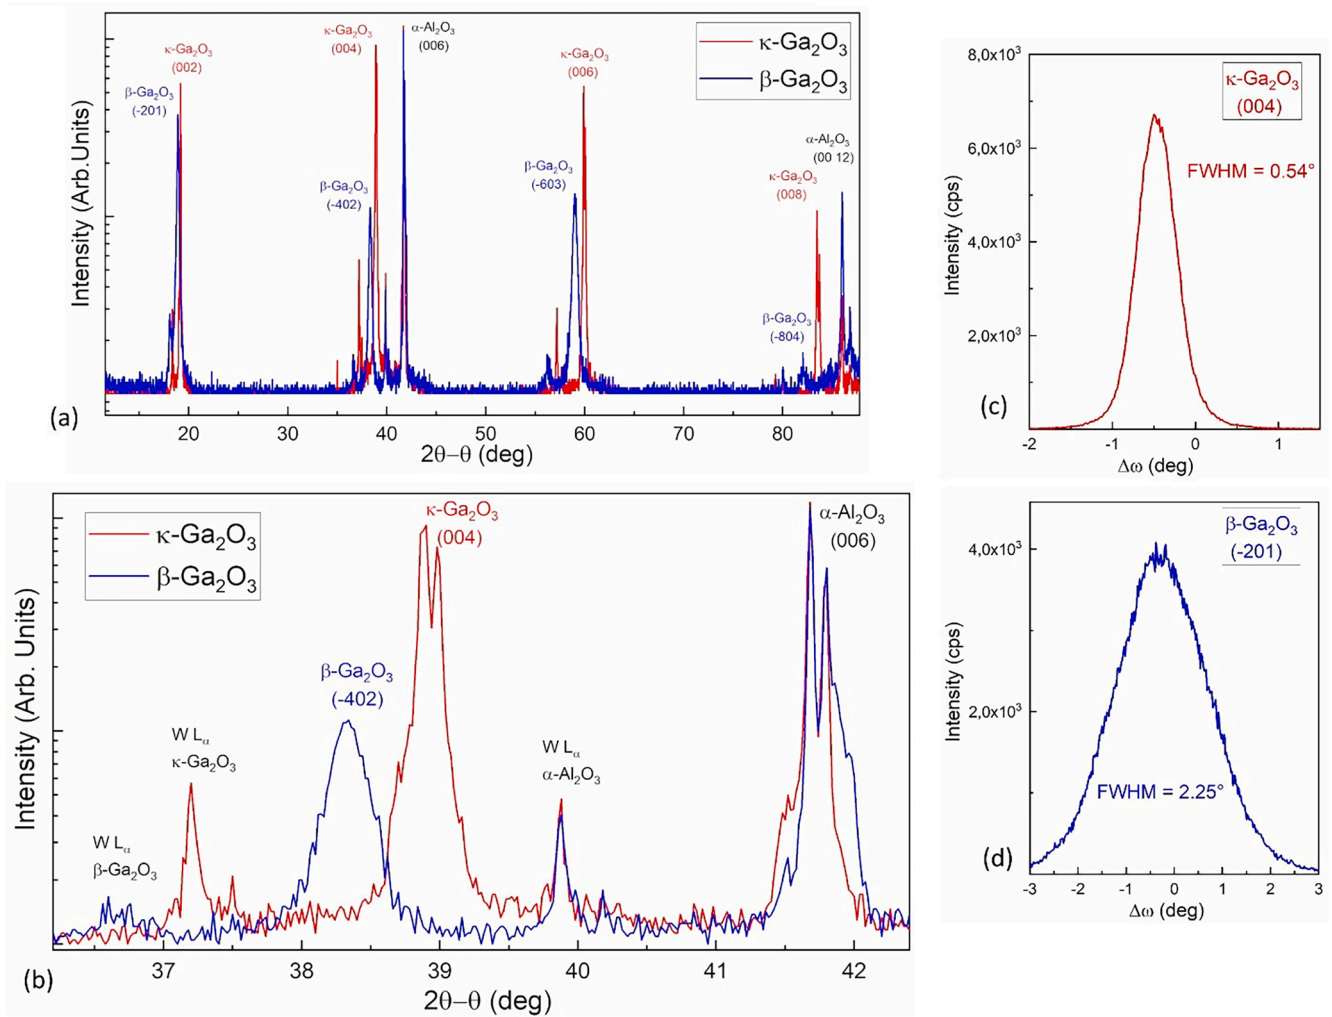 κ-Ga₂O₃
(004)
α-Al₂O₃
(006)
κ-Ga₂O₃
β-Ga₂O₃
κ-Ga₂O₃
(002)
κ-Ga₂O₃
(006)
β-Ga₂O₃
(-201)
α-Al₂O₃
(00 12)
β-Ga₂O₃
(-603)
κ-Ga₂O₃
(008)
β-Ga₂O₃
(-402)
β-Ga₂O₃
(-804)
Intensity (Arb.Units)
(a)
20 30 40 50 60 70 80
2θ–θ (deg)
8,0x10³
6,0x10³
4,0x10³
2,0x10³
κ-Ga₂O₃
(004)
FWHM = 0.54°
Intensity (cps)
(c)
-2 -1 0 1
Δω (deg)
κ-Ga₂O₃
β-Ga₂O₃
κ-Ga₂O₃
(004)
α-Al₂O₃
(006)
β-Ga₂O₃
(-402)
W Lα
κ-Ga₂O₃
W Lα
α-Al₂O₃
W Lα
β-Ga₂O₃
Intensity (Arb. Units)
37 38 39 40 41 42
(b)
2θ–θ (deg)
β-Ga₂O₃
(-201)
4,0x10³
2,0x10³
FWHM = 2.25°
Intensity (cps)
(d)
-3 -2 -1 0 1 2 3
Δω (deg)